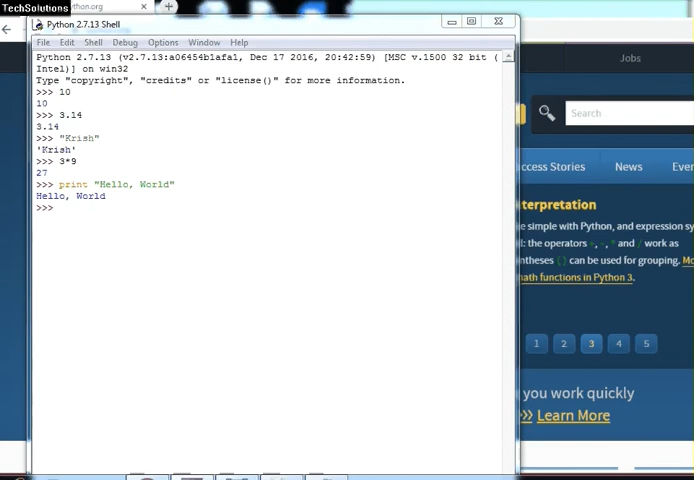 TechSolutions
python.org
Python 2.7.13 Shell
File Edit Shell Debug Options Window Help
Python 2.7.13 (v2.7.13:a06454b1afa1, Dec 17 2016, 20:42:59) [MSC v.1500 32 bit (
Intel)] on win32
Type "copyright", "credits" or "license()" for more information.
>>> 10
10
>>> 3.14
3.14
>>> "Krish"
'Krish'
>>> 3*9
27
>>> print "Hello, World"
Hello, World
>>>
Jobs
Search
ccess Stories News Even
terpretation
e simple with Python, and expression sy
ll: the operators +, -, * and / work as
ntheses () can be used for grouping. Mo
ath functions in Python 3.
1 2 3 4 5
you work quickly
>> Learn More